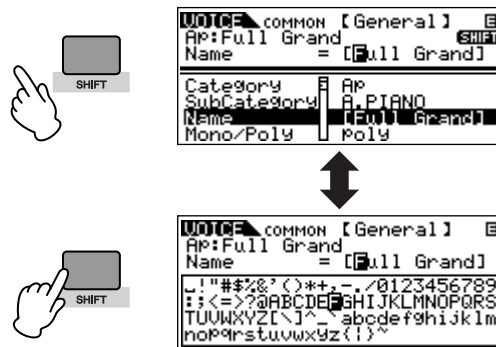 SHIFT
VOICE COMMON [General] E
AP:Full Grand SHIFT
Name = [Full Grand]
Category AP
SubCategory A.PIANO
Name [Full Grand]
Mono/Poly poly
SHIFT
VOICE COMMON [General] E
AP:Full Grand
Name = [Full Grand]
_!"#$%&'()*+,-./0123456789
:;<=>?@ABCDEFGHIJKLMNOPQRS
TUVWXYZ[\]^_`abcdefghijklm
nopqrstuvwxyz{|}~